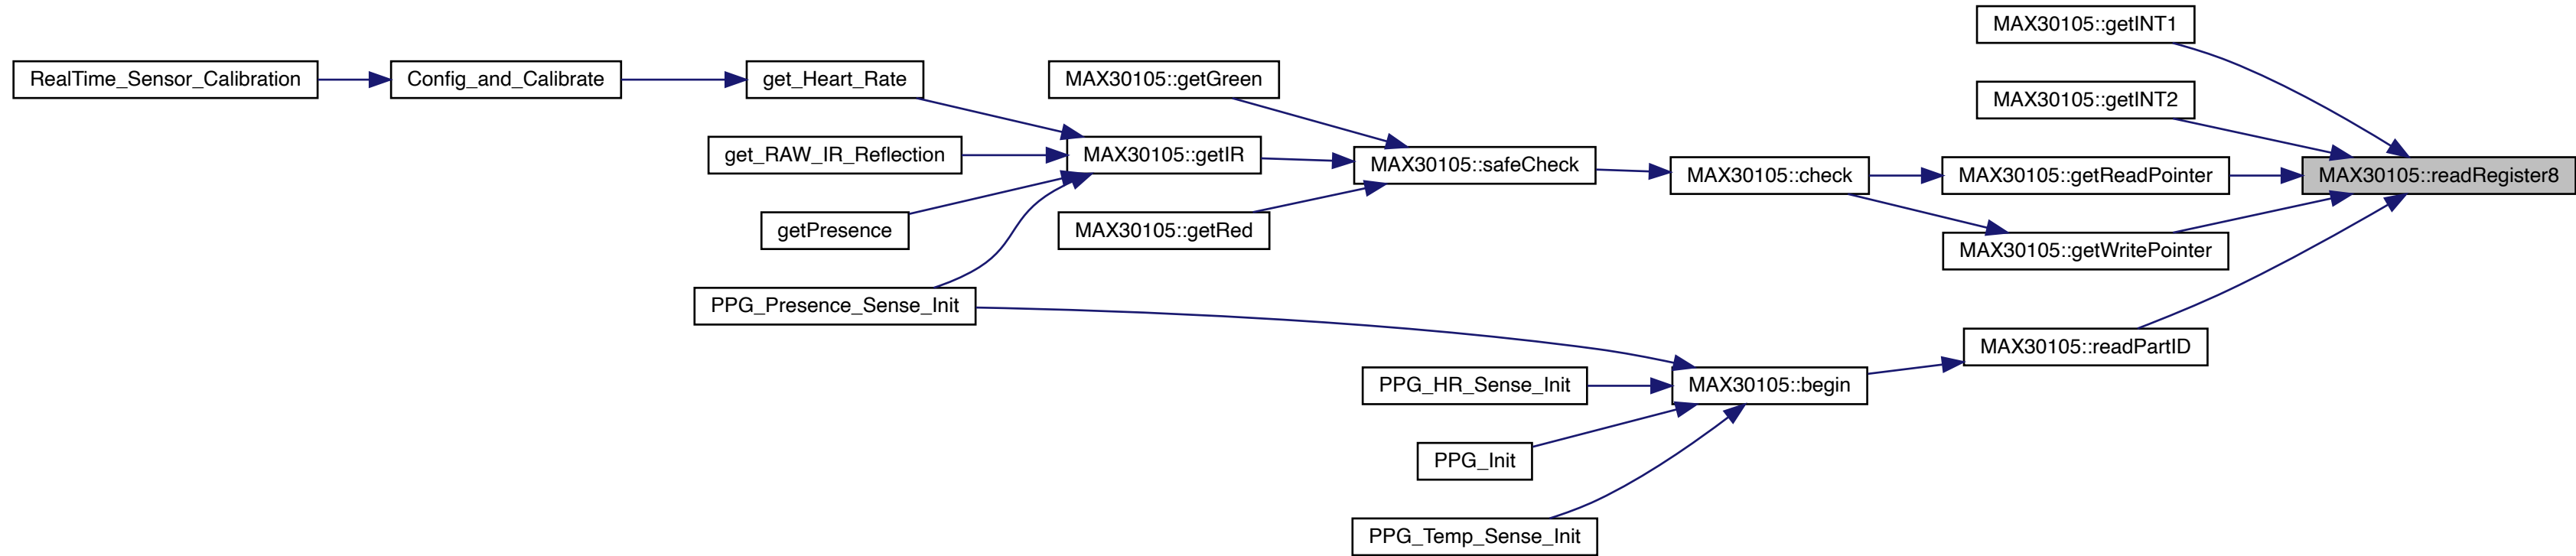 MAX30105::getINT1
RealTime_Sensor_Calibration
Config_and_Calibrate
get_Heart_Rate
MAX30105::getGreen
MAX30105::getINT2
get_RAW_IR_Reflection
MAX30105::getIR
MAX30105::safeCheck
MAX30105::check
MAX30105::getReadPointer
MAX30105::readRegister8
getPresence
MAX30105::getRed
MAX30105::getWritePointer
PPG_Presence_Sense_Init
MAX30105::readPartID
PPG_HR_Sense_Init
MAX30105::begin
PPG_Init
PPG_Temp_Sense_Init